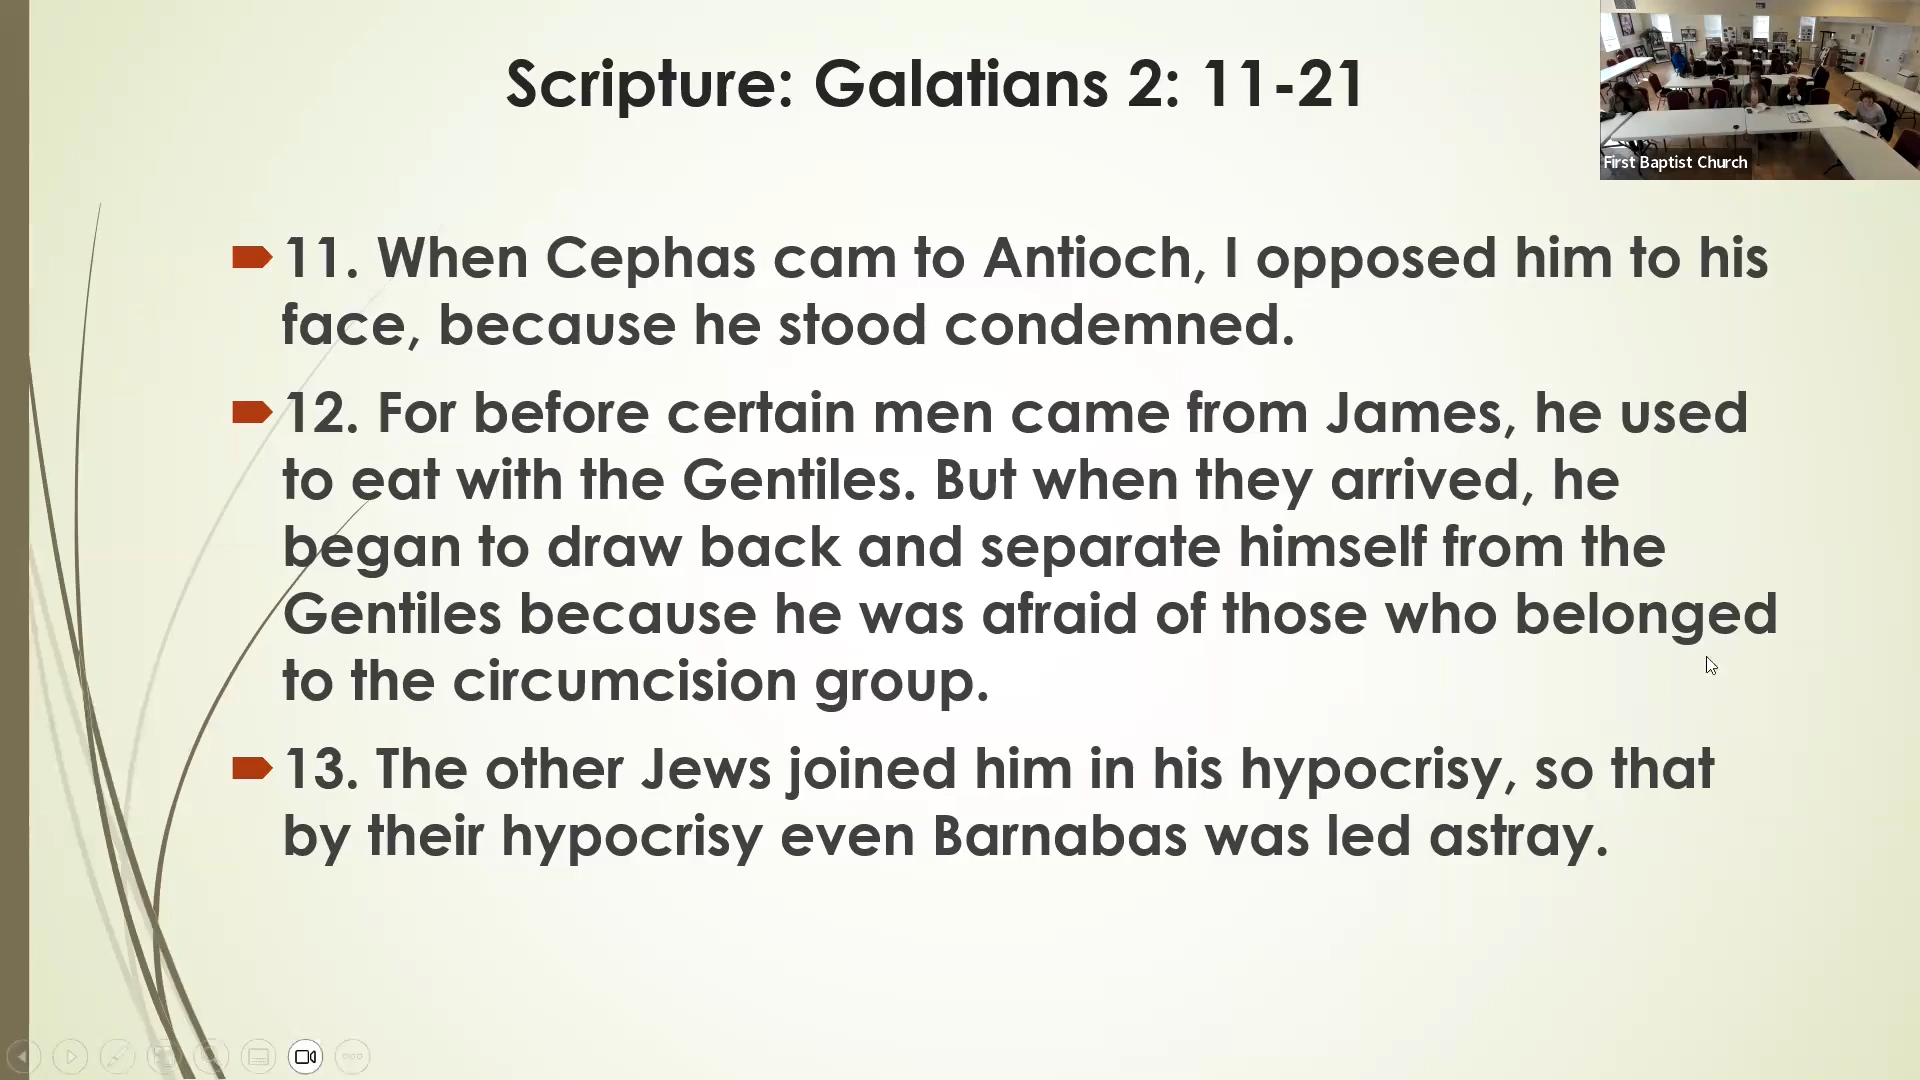 Scripture: Galatians 2: 11-21
First Baptist Church
11. When Cephas cam to Antioch, I opposed him to his
face, because he stood condemned.
12. For before certain men came from James, he used
to eat with the Gentiles. But when they arrived, he
began to draw back and separate himself from the
Gentiles because he was afraid of those who belonged
to the circumcision group.
13. The other Jews joined him in his hypocrisy, so that
by their hypocrisy even Barnabas was led astray.